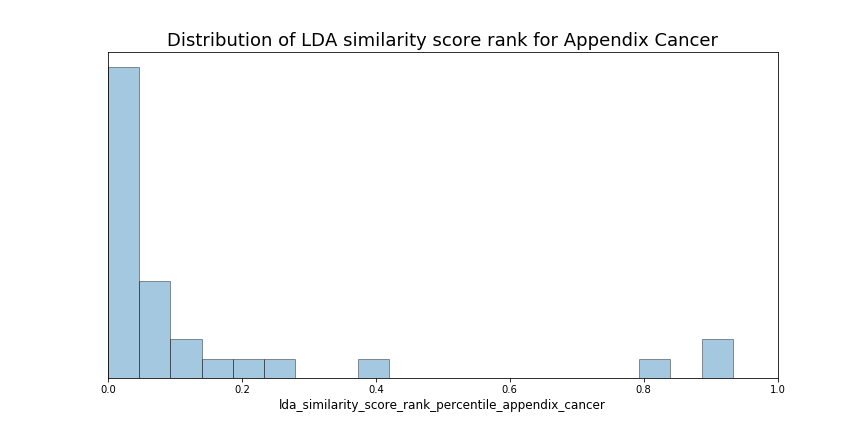 Distribution of LDA similarity score rank for Appendix Cancer
0.0 0.2 0.4 0.6 0.8 1.0
lda_similarity_score_rank_percentile_appendix_cancer